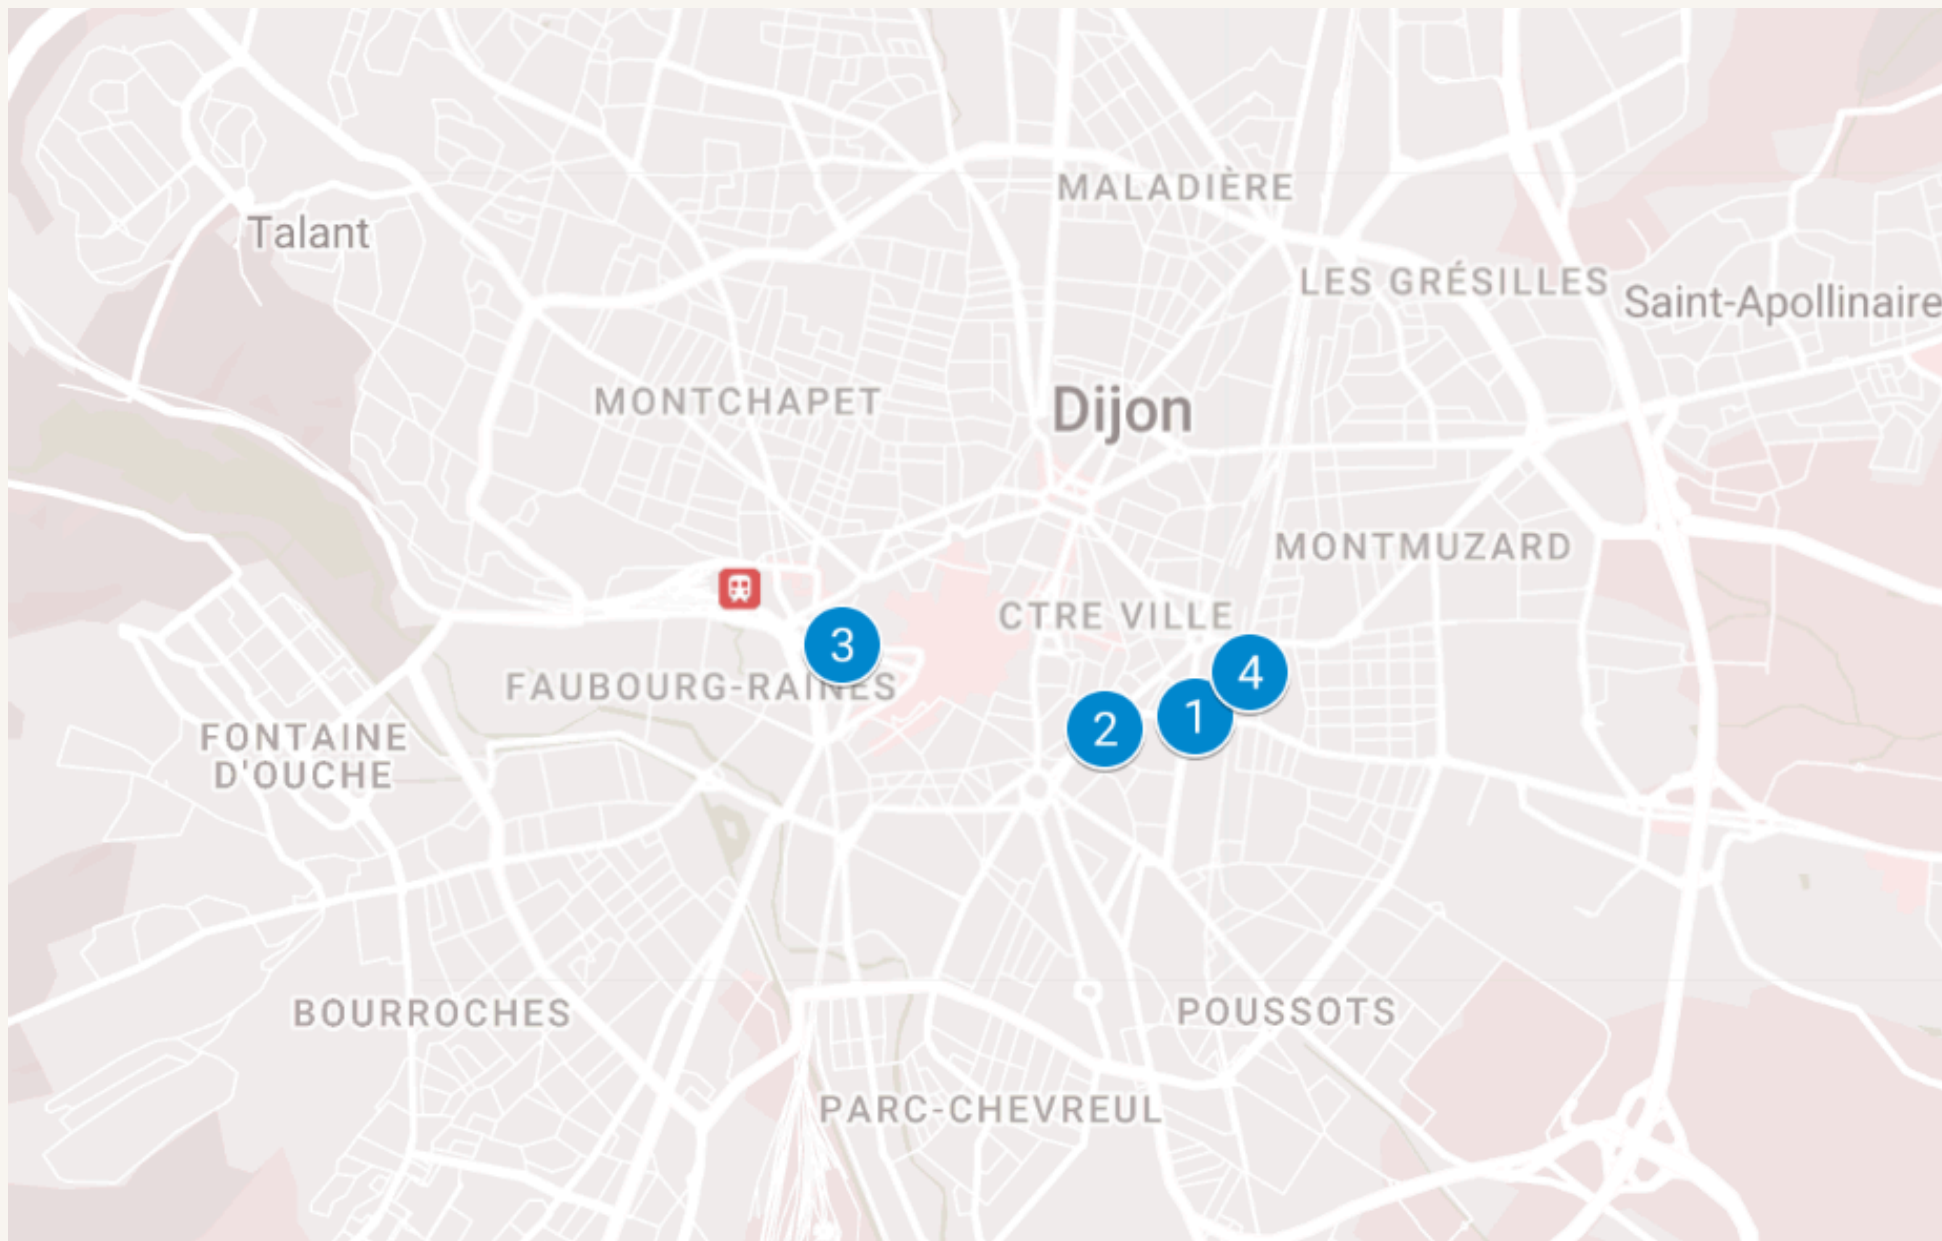 MALADIÈRE
Talant
LES GRÉSILLES
Saint-Apollinaire
MONTCHAPET
Dijon
MONTMUZARD
CTRE VILLE
3
4
FAUBOURG-RAINES
1
2
FONTAINE
D'OUCHE
BOURROCHES
POUSSOTS
PARC-CHEVREUL